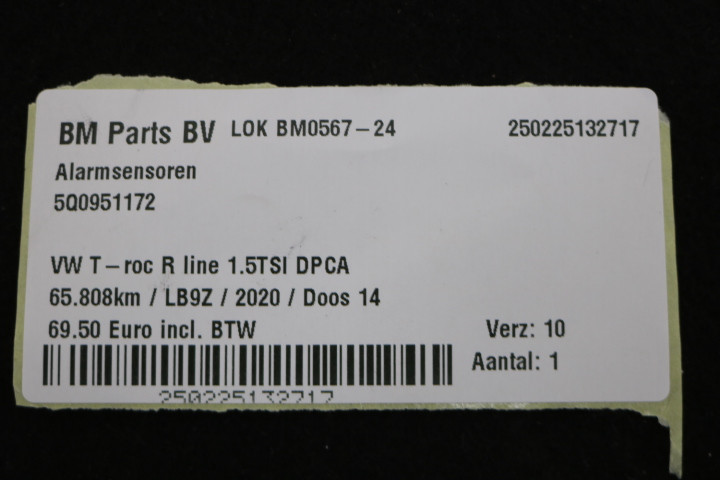 BM Parts BV LOK BM0567-24 250225132717
Alarmsensoren
5Q0951172
VW T-roc R line 1.5TSI DPCA
65.808km / LB9Z / 2020 / Doos 14
69.50 Euro incl. BTW Verz: 10
Aantal: 1
250225132717